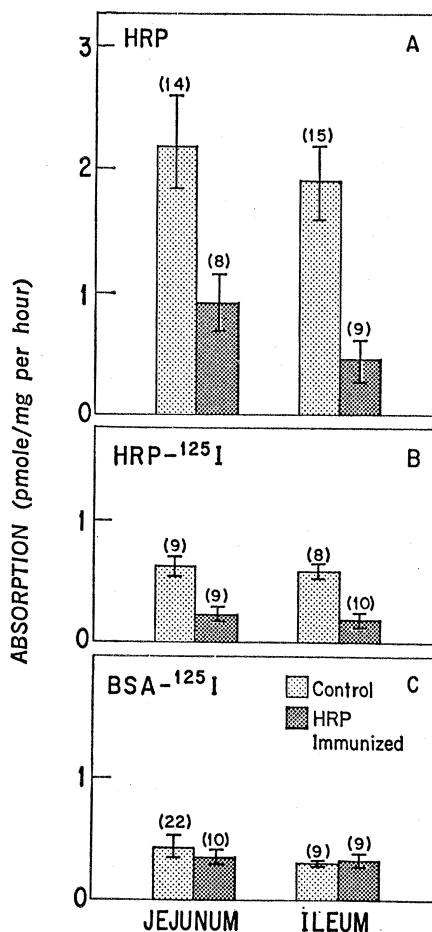 HRP A
3
(14)
(15)
2
(8)
1
(9)
0
ABSORPTION (pmole/mg per hour)
HRP-¹²⁵I B
1
(9)
(9)
(8)
(10)
0
BSA-¹²⁵I C
Control
HRP
Immunized
1
(22)
(10)
(9)
(9)
0
JEJUNUM ILEUM